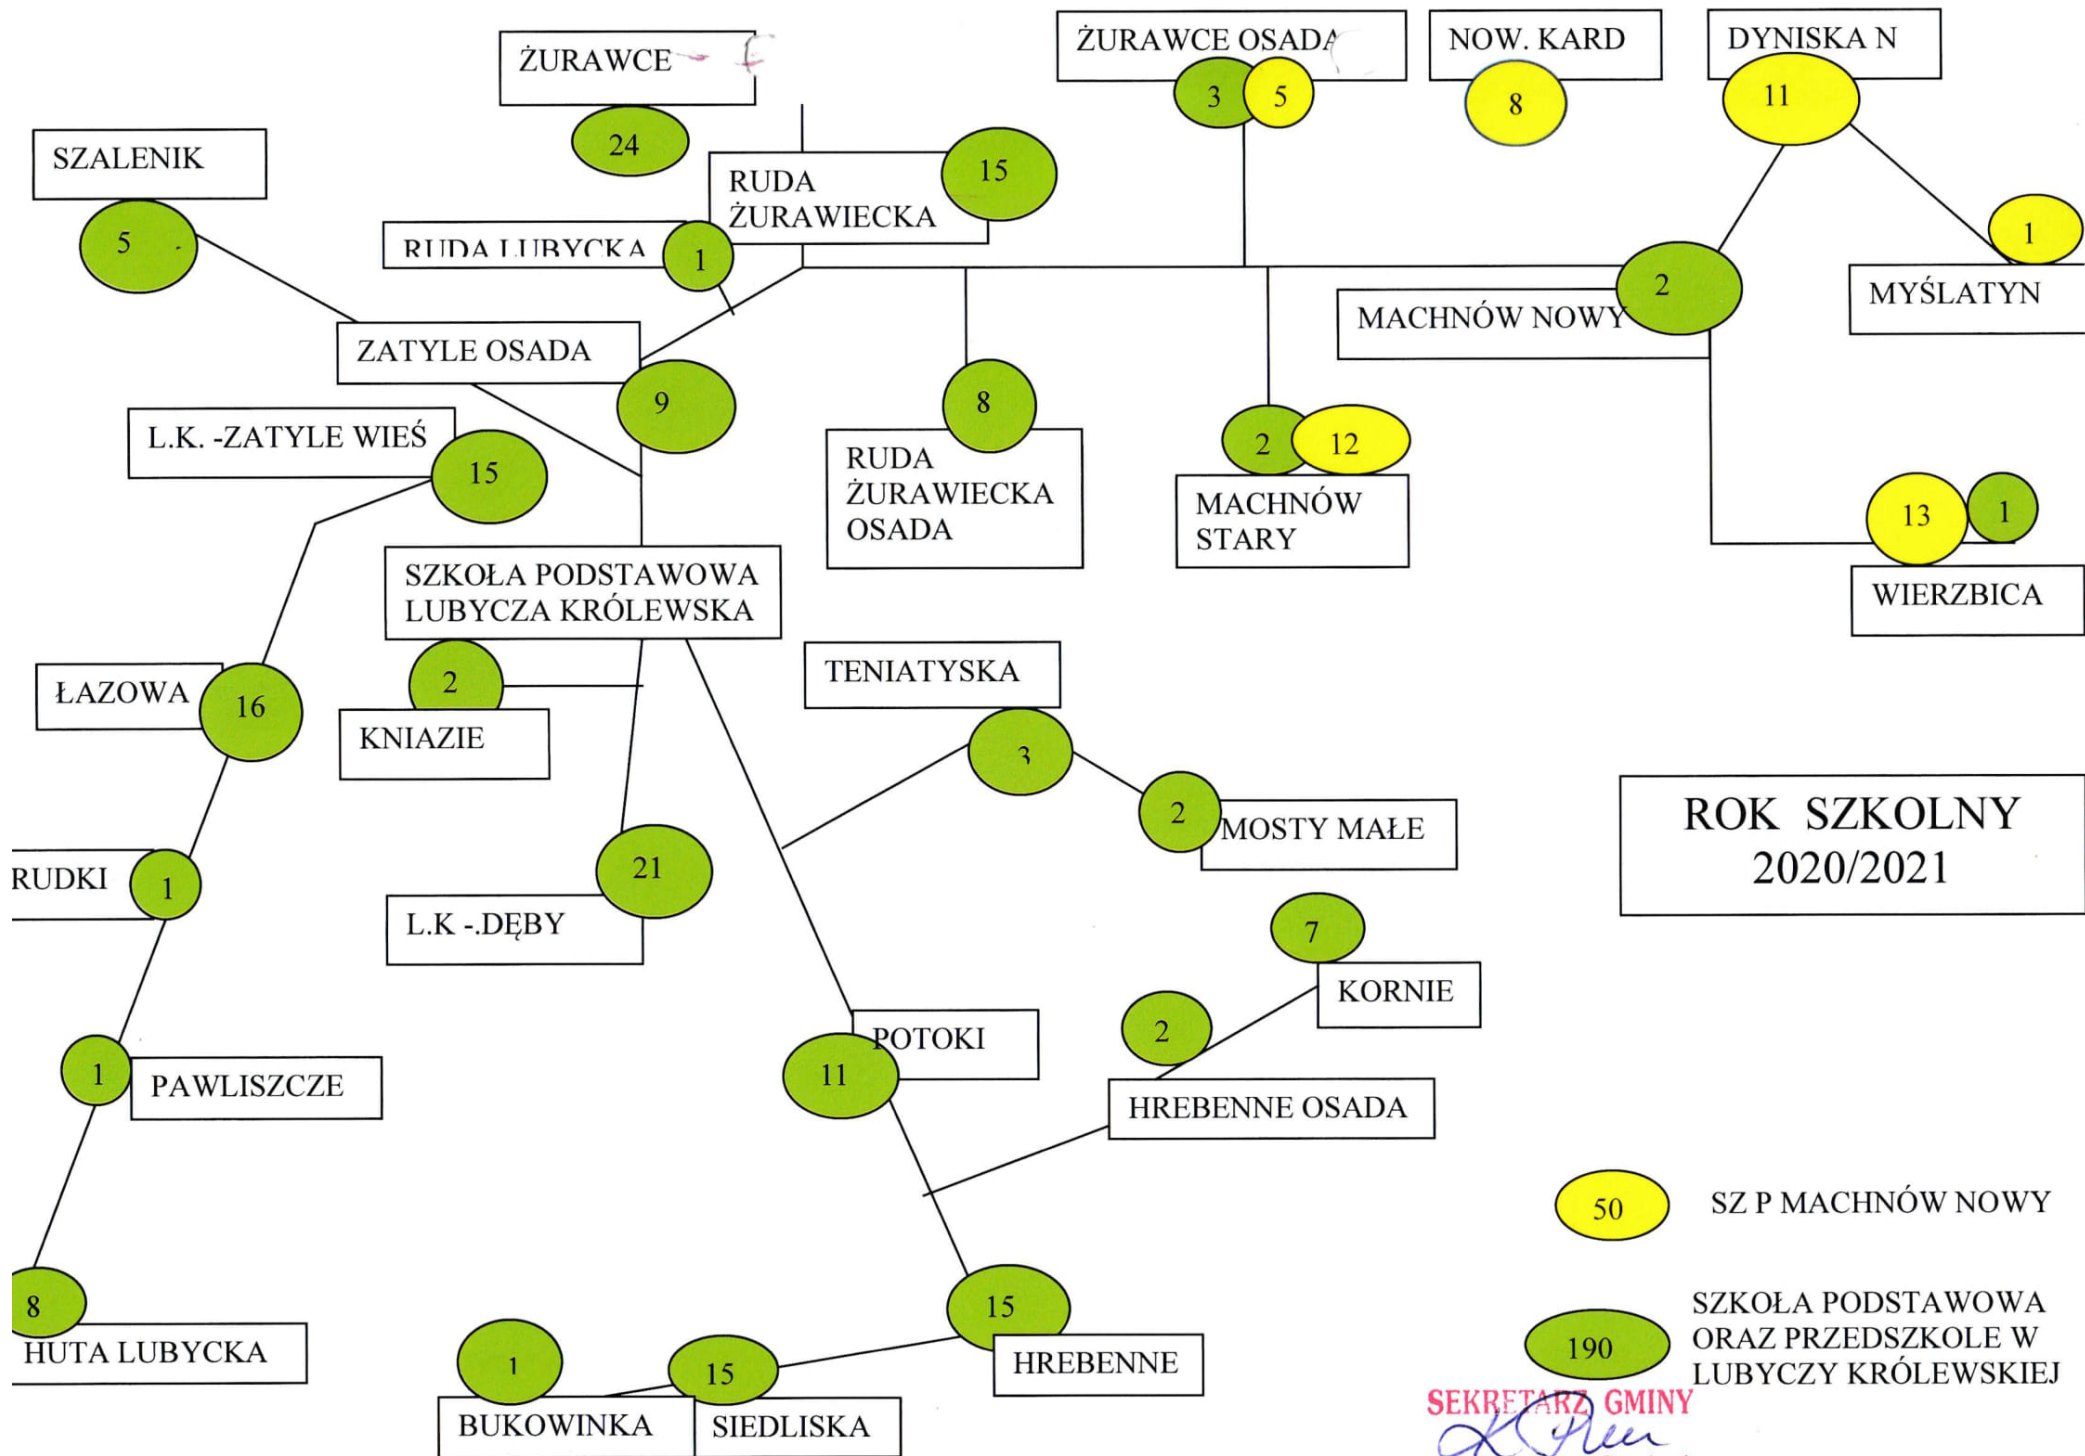 ŻURAWCE
24
ŻURAWCE OSADA
3
5
NOW. KARD
8
DYNISKA N
11
SZALENIK
5
RUDA
ŻURAWIECKA
15
RUDA LUBYCKA
1
1
MYŚLATYN
MACHNÓW NOWY
2
ZATYLE OSADA
9
L.K. -ZATYLE WIEŚ
15
8
RUDA
ŻURAWIECKA
OSADA
2
12
MACHNÓW
STARY
13
1
WIERZBICA
SZKOŁA PODSTAWOWA
LUBYCZA KRÓLEWSKA
ŁAZOWA
16
2
KNIAZIE
TENIATYSKA
3
2
MOSTY MAŁE
ROK SZKOLNY
2020/2021
RUDKI
1
21
L.K -.DĘBY
7
KORNIE
2
HREBENNE OSADA
POTOKI
11
1
PAWLISZCZE
8
HUTA LUBYCKA
15
HREBENNE
1
BUKOWINKA
15
SIEDLISKA
50
SZ P MACHNÓW NOWY
190
SZKOŁA PODSTAWOWA
ORAZ PRZEDSZKOLE W
LUBYCZY KRÓLEWSKIEJ
SEKRETARZ GMINY